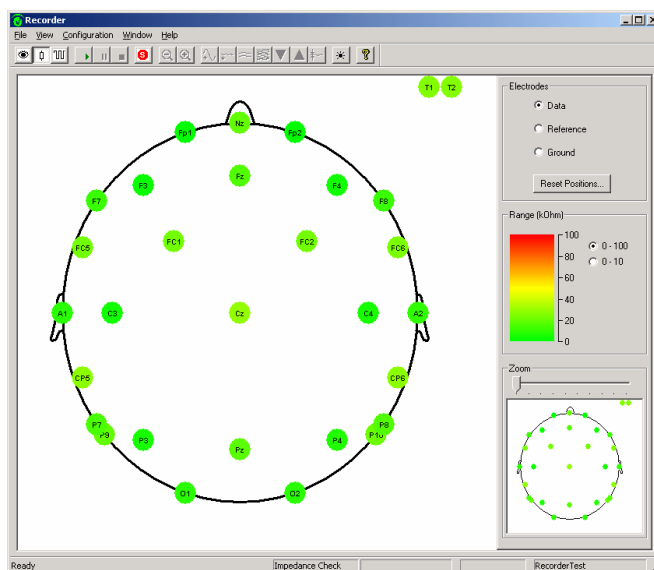 Recorder
File View Configuration Window Help
S
?
T1 T2
Nz
Fp1 Fp2
Fz
F3 F4
F7 F8
FC1 FC2
FC5 FC6
A1 C3 Cz C4 A2
CP5 CP6
P7 P8
P9 P10
P3 P4
Pz
O1 O2
Electrodes
Data
Reference
Ground
Reset Positions...
Range (kOhm)
100
80
60
40
20
0
0 - 100
0 - 10
Zoom
Ready Impedance Check RecorderTest